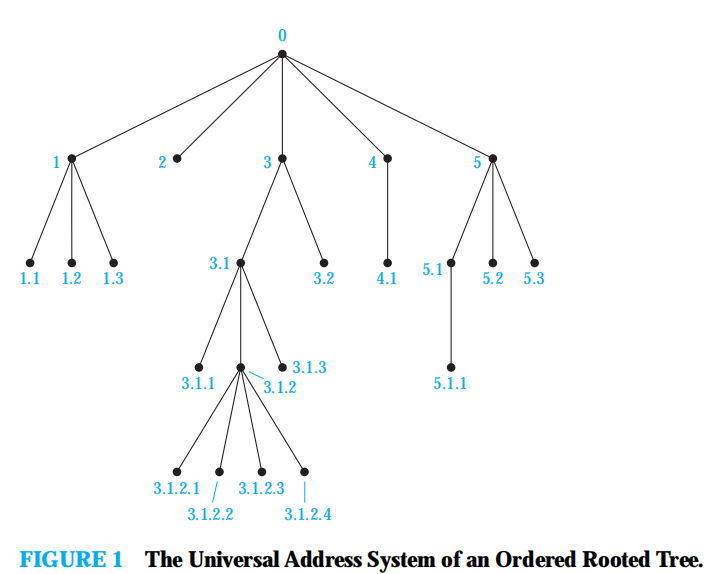 0
1 2 3 4 5
1.1 1.2 1.3 3.1 3.2 4.1 5.1 5.2 5.3
3.1.1 3.1.2 3.1.3 5.1.1
3.1.2.1 3.1.2.3
3.1.2.2 3.1.2.4
FIGURE 1 The Universal Address System of an Ordered Rooted Tree.